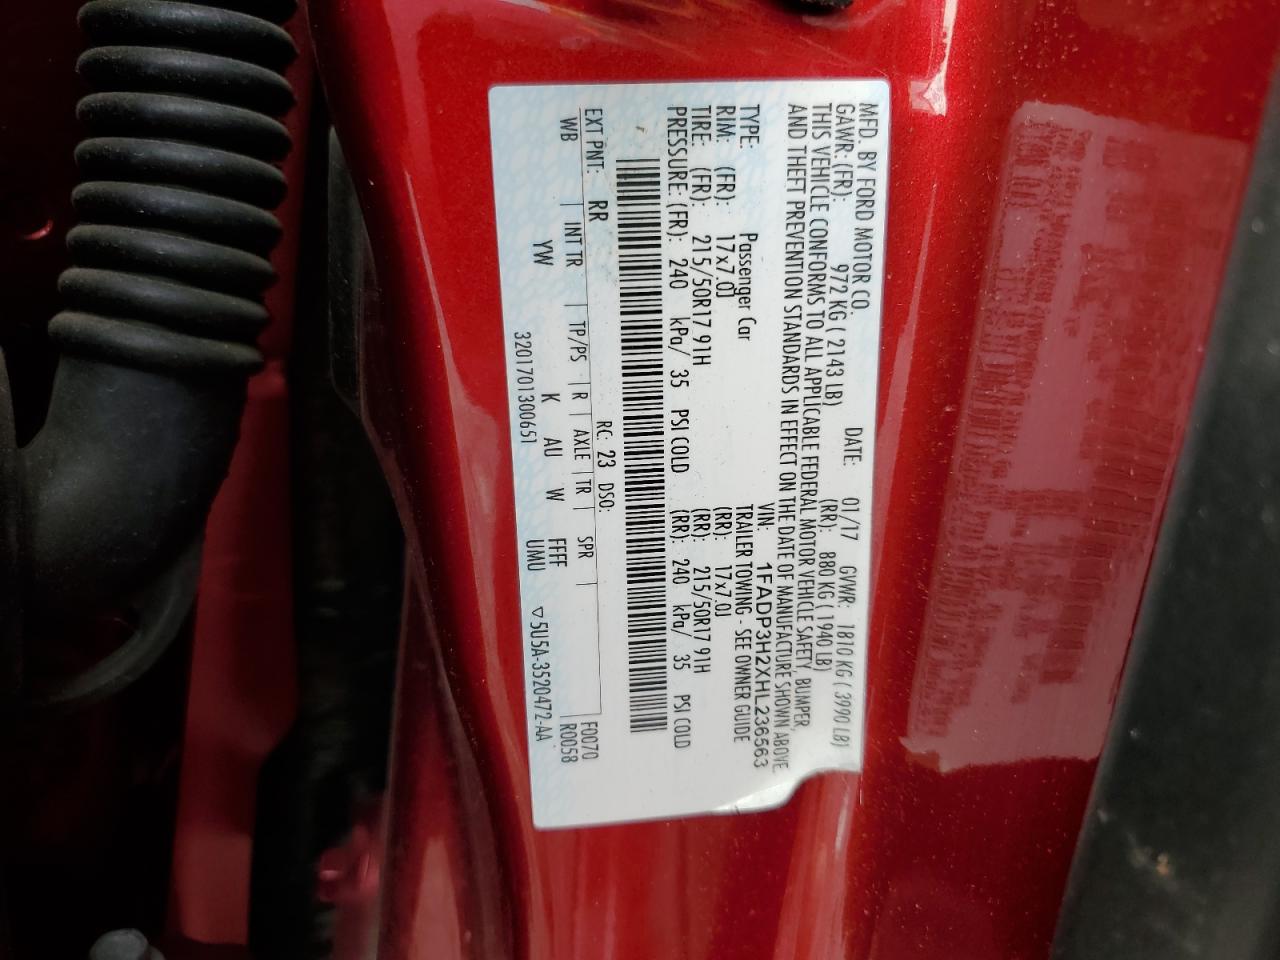 MFD. BY FORD MOTOR CO.
DATE: 01/17 GVWR: 1810 KG ( 3990 LB)
GAWR: (FR): 972 KG ( 2143 LB) (RR): 880 KG ( 1940 LB)
THIS VEHICLE CONFORMS TO ALL APPLICABLE FEDERAL MOTOR VEHICLE SAFETY, BUMPER,
AND THEFT PREVENTION STANDARDS IN EFFECT ON THE DATE OF MANUFACTURE SHOWN ABOVE.
VIN: 1FADP3H2XHL236563
TYPE: Passenger Car TRAILER TOWING - SEE OWNER GUIDE
RIM: (FR): 17x7.0J (RR): 17x7.0J
TIRE: (FR): 215/50R17 91H (RR): 215/50R17 91H
PRESSURE: (FR): 240 kPa/ 35 PSI COLD (RR): 240 kPa/ 35 PSI COLD
EXT PNT: RR RC: 23 DSO: F0070
WB INT TR TP/PS R AXLE TR SPR R0058
YW K AU W FFFF
3201701300651 UMU ▽5U5A-3520472-AA